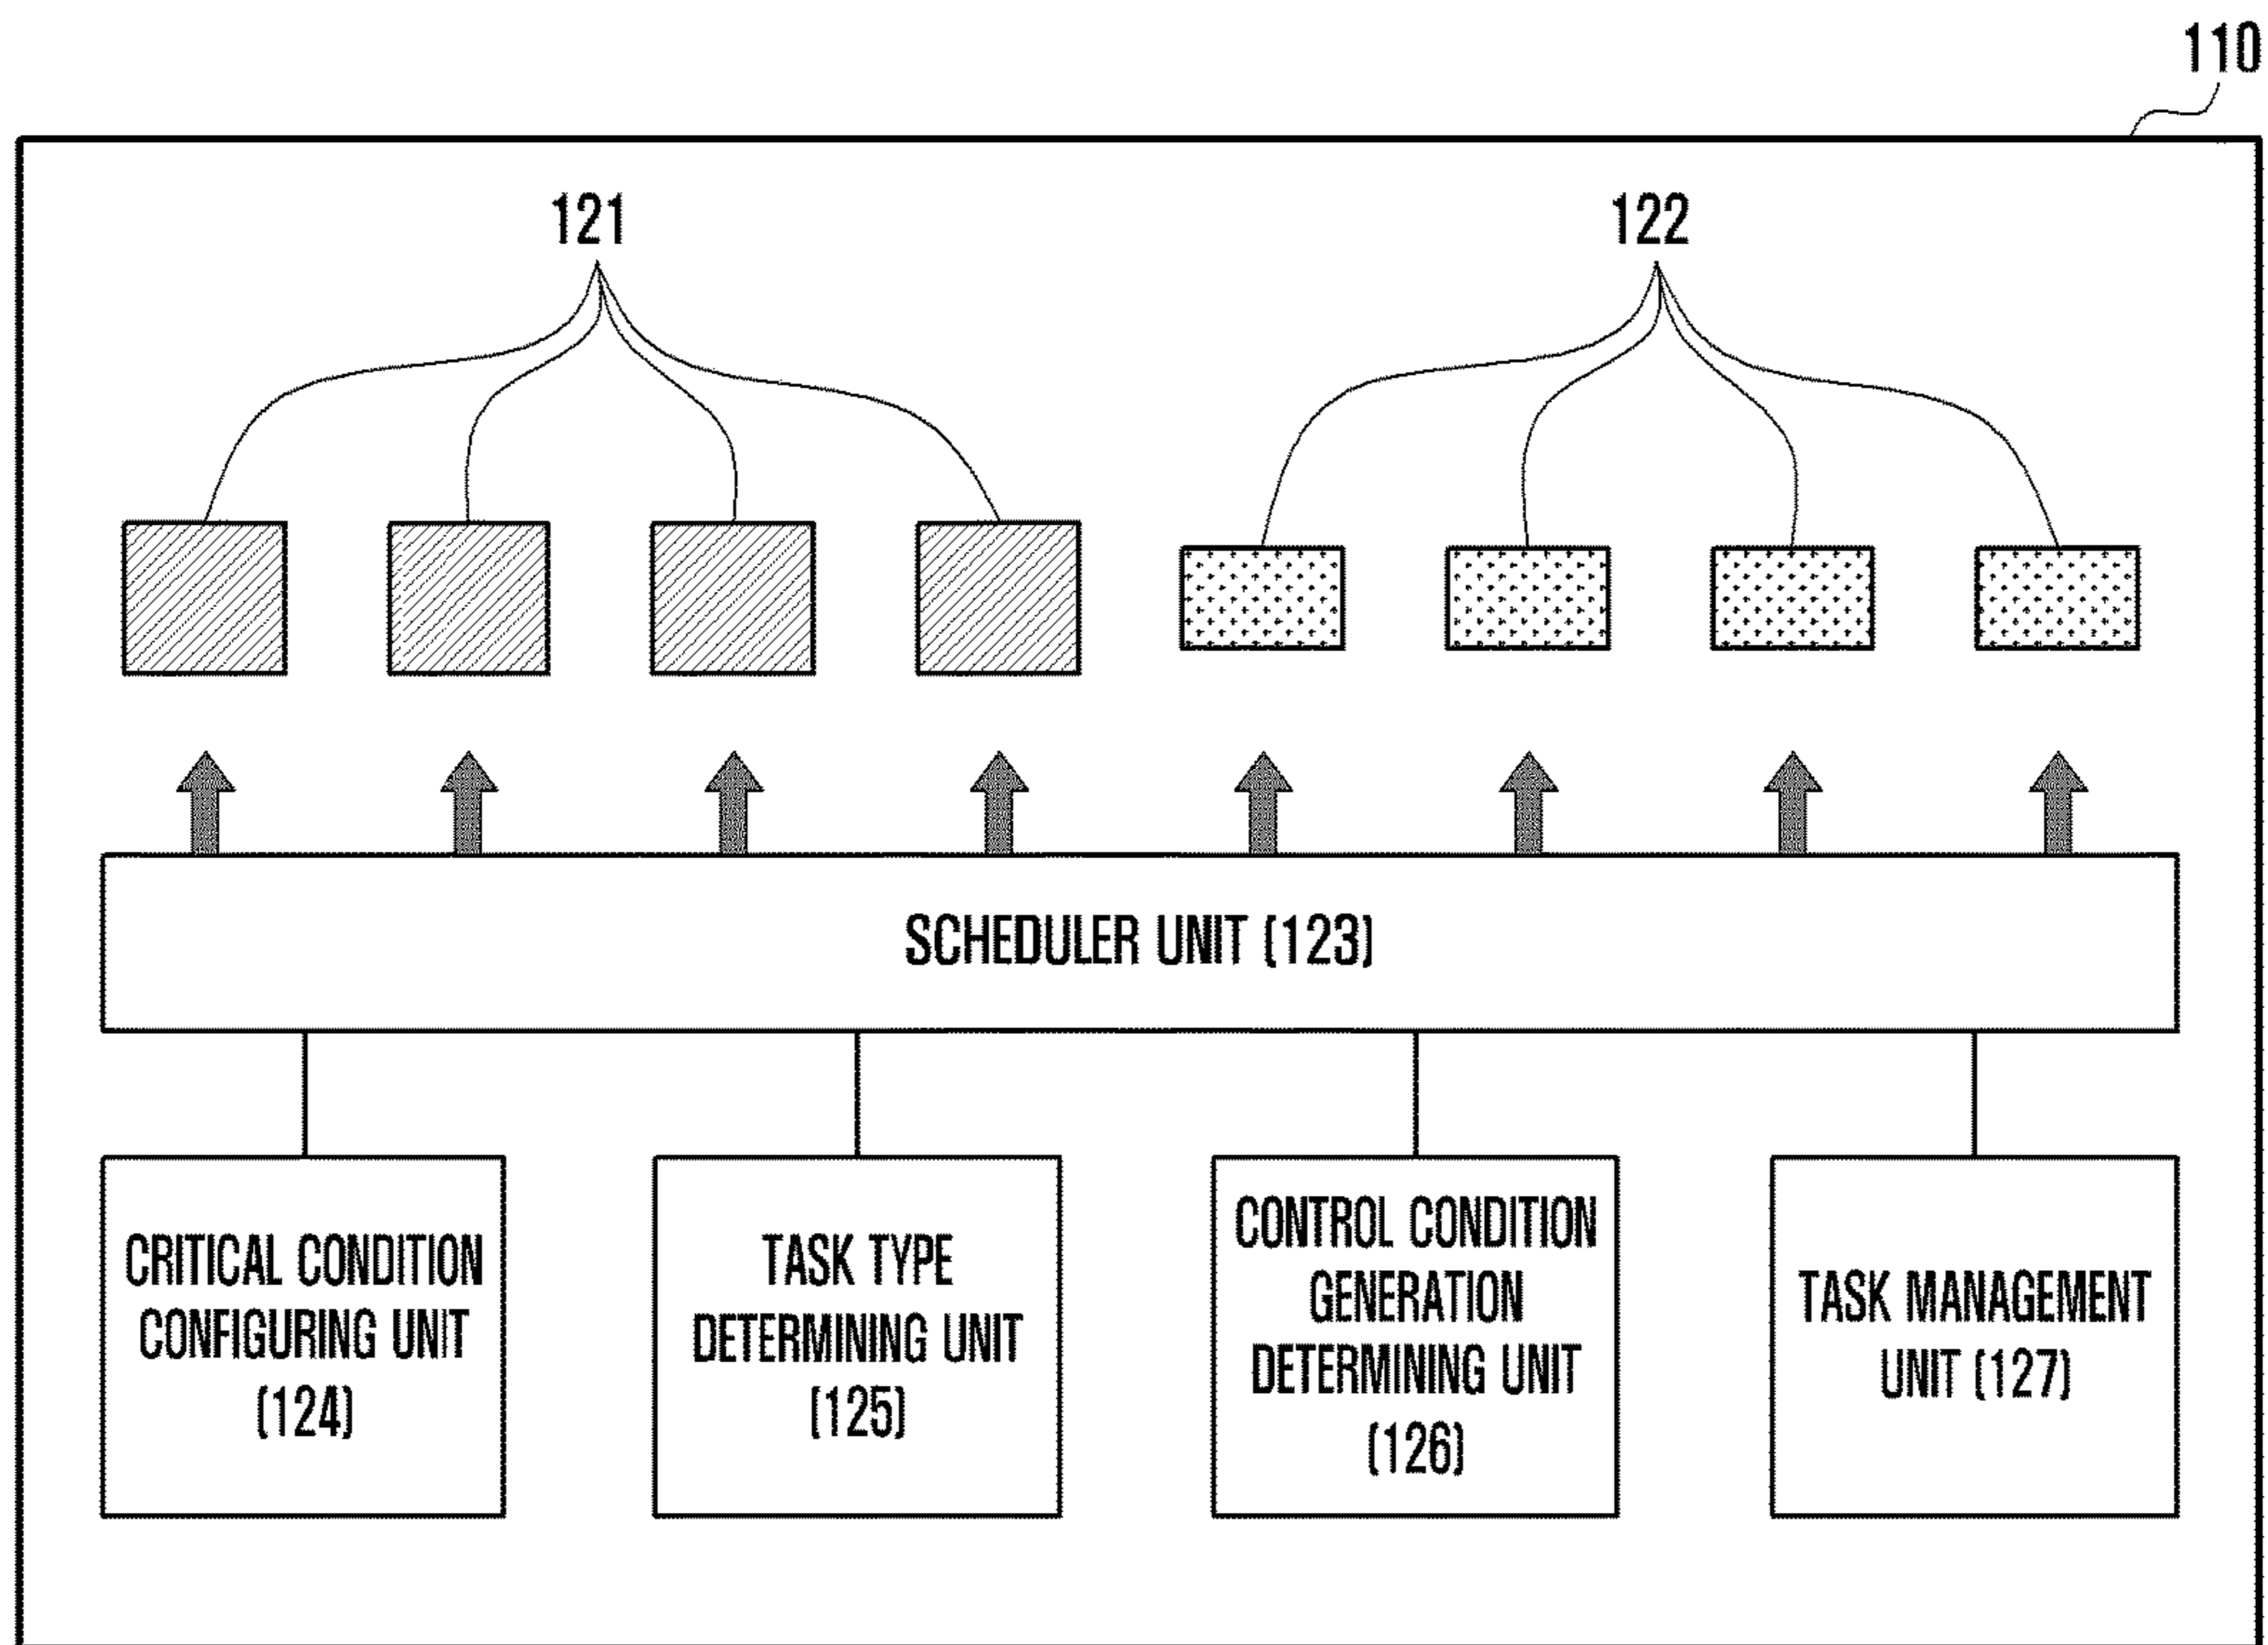 110
121
122
SCHEDULER UNIT (123)
CRITICAL CONDITION
CONFIGURING UNIT
(124)
TASK TYPE
DETERMINING UNIT
(125)
CONTROL CONDITION
GENERATION
DETERMINING UNIT
(126)
TASK MANAGEMENT
UNIT (127)